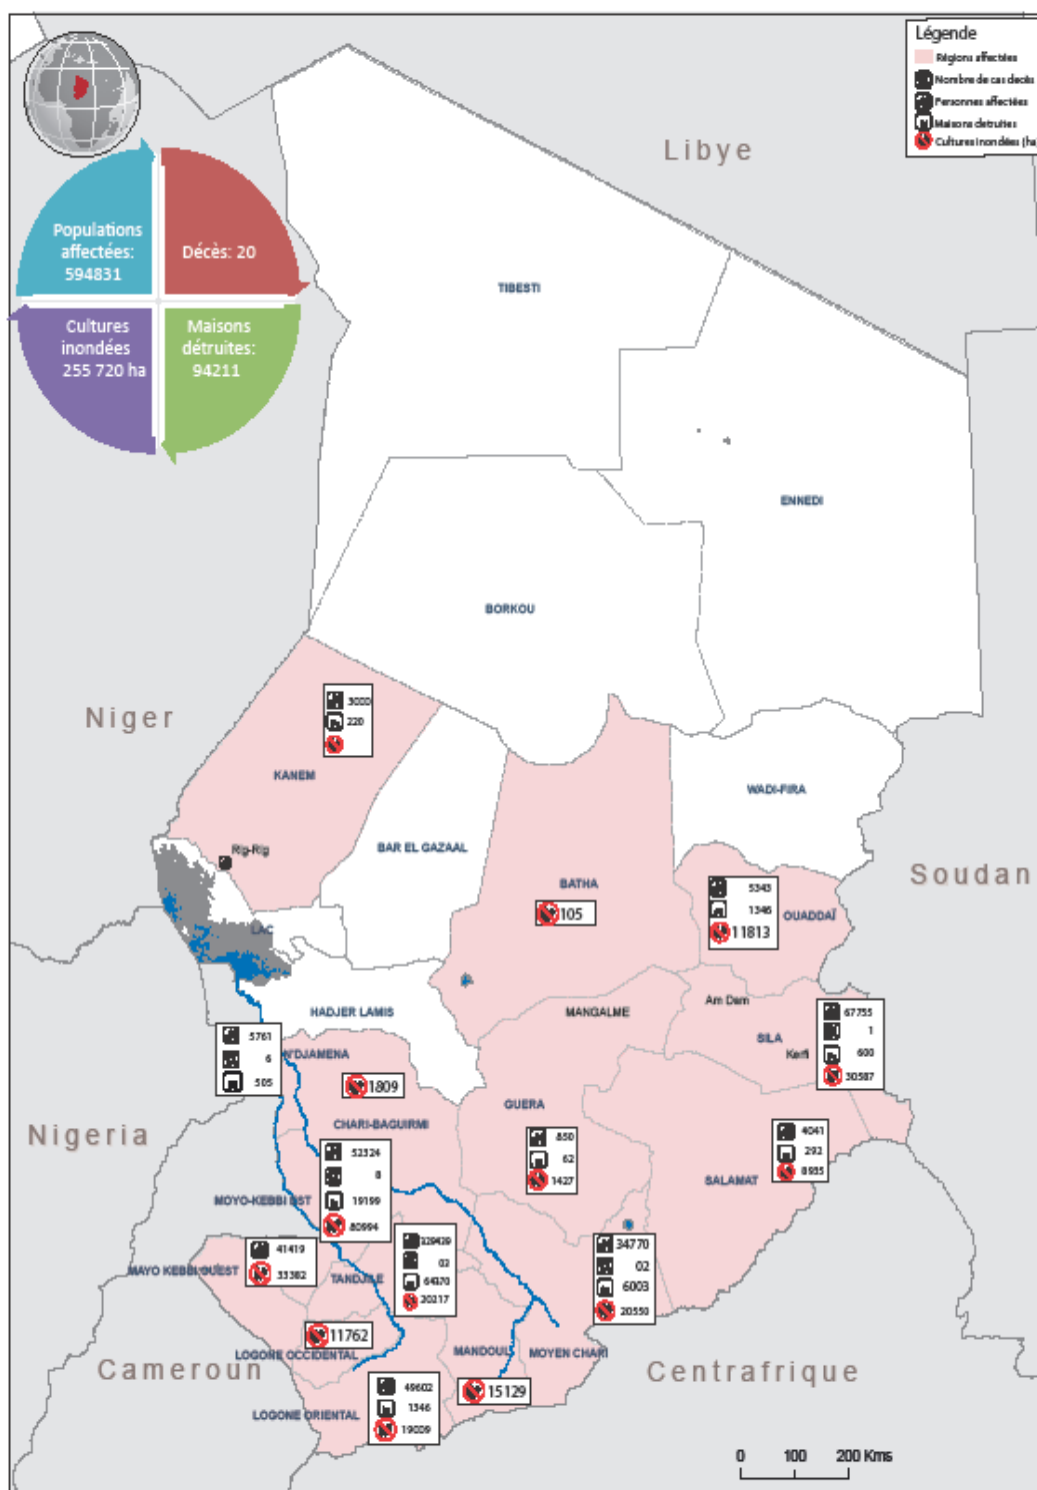 Légende
Régions affectées
Nombre de cas decès
Personnes affectées
Maisons detruites
Cultures inondées (ha)
Libye
Populations
affectées:
594831
Décès: 20
Cultures
inondées
255 720 ha
Maisons
détruites:
94211
TIBESTI
ENNEDI
BORKOU
Niger
3000
220
KANEM
WADI-FIRA
Rig-Rig
BAR EL GAZAAL
Soudan
BATHA
105
5343
1346
11813
OUADDAÏ
LAC
HADJER LAMIS
MANGALME
Am Dam
SILA
Kerfi
67755
1
600
30587
5761
6
505
N'DJAMENA
1809
CHARI-BAGUIRMI
GUERA
850
62
1427
Nigeria
4041
292
8935
SALAMAT
52324
8
19199
80994
MOYO-KEBBI EST
41419
33382
MAYO KEBBI OUEST
TANDJILE
02
20217
34770
02
6003
20550
11762
LOGONE OCCIDENTAL
MANDOUL
MOYEN CHARI
Cameroun
Centrafrique
49602
1346
19009
15129
LOGONE ORIENTAL
0 100 200 Kms